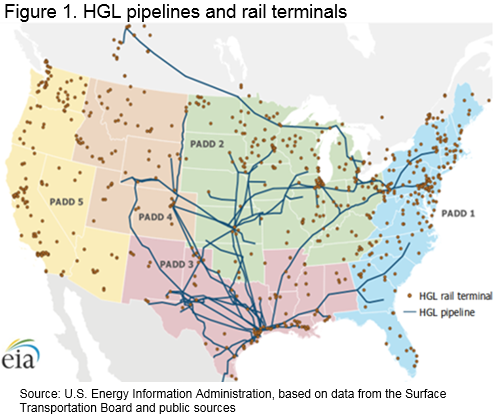 Figure 1. HGL pipelines and rail terminals
PADD 2
PADD 5
PADD 4
PADD 1
PADD 3
HGL rail terminal
HGL pipeline
eia
Source: U.S. Energy Information Administration, based on data from the Surface
Transportation Board and public sources